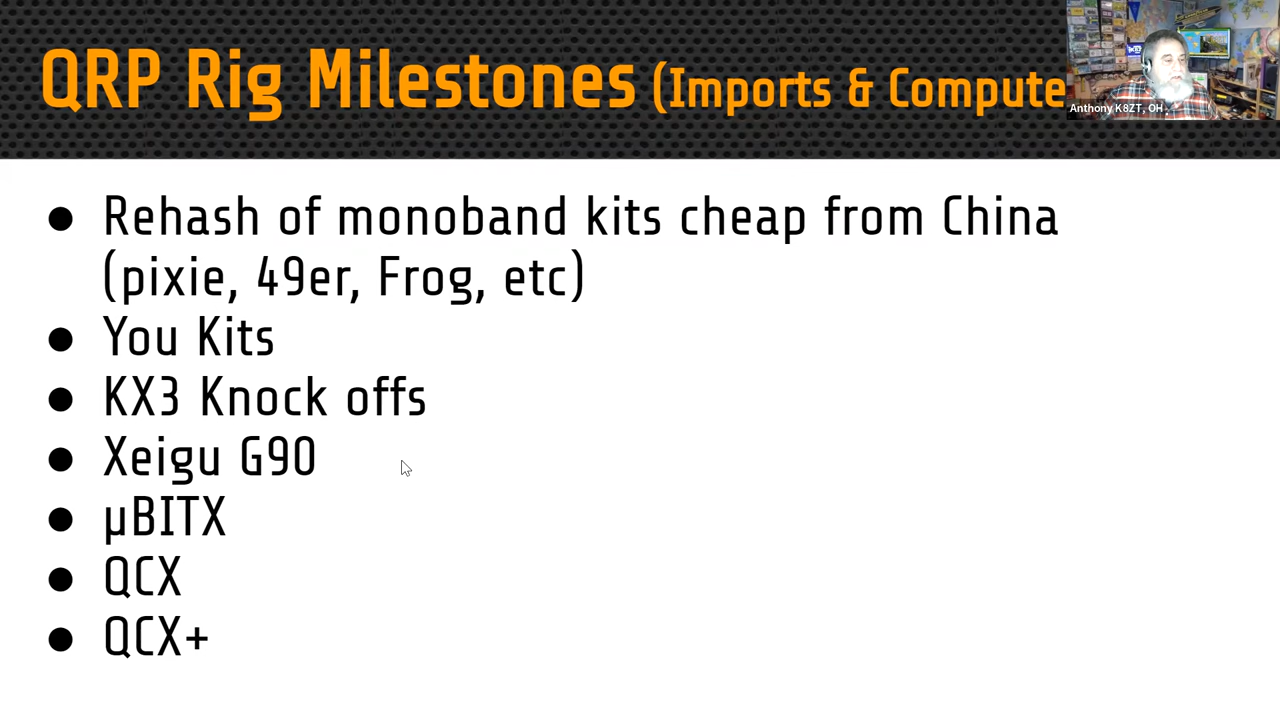 QRP Rig Milestones (Imports & Compute
Anthony K8ZT, OH
● Rehash of monoband kits cheap from China
(pixie, 49er, Frog, etc)
● You Kits
● KX3 Knock offs
● Xeigu G90
● µBITX
● QCX
● QCX+